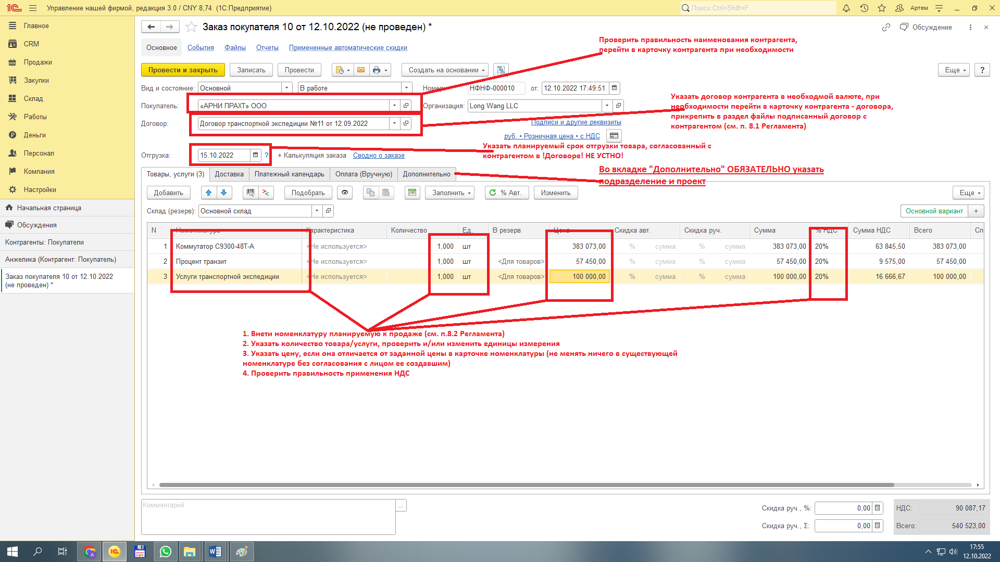 Управление нашей фирмой, редакция 3.0 / CNY 8,74 (1С:Предприятие)
Поиск Ctrl+Shift+F
Артем
Главное
CRM
Продажи
Закупки
Склад
Работы
Деньги
Персонал
Компания
Настройки
Начальная страница
Обсуждения
Контрагенты: Покупатели
Анжелика (Контрагент: Покупатель)
Заказ покупателя 10 от 12.10.2022
(не проведен) *
Заказ покупателя 10 от 12.10.2022 (не проведен) *
Обсуждение
Основное События Файлы Отчеты Примененные автоматические скидки
Проверить правильность наименования контрагента,
перейти в карточку контрагента при необходимости
Провести и закрыть Записать Провести Создать на основании Еще ?
Вид и состояние: Основной В работе Номер: НФНФ-000010 от: 12.10.2022 17:49:51
Покупатель: «АРНИ ПРАХТ» ООО Организация: Long Wang LLC
Договор: Договор транспортной экспедиции №11 от 12.09.2022 Подписи и другие реквизиты
руб. • Розничная цена • с НДС
Указать договор контрагента в необходмой валюте, при
необходимости перейти в карточку контрагента - договора,
прикрепить в раздел файлы подписанный договор с
контрагентом (см. п. 8.1 Регламента)
Отгрузка: 15.10.2022 ? + Калькуляция заказа Сводно о заказе
Указать планируемый срок отгрузки товара, согласованный с
контрагентом в !Договоре! НЕ УСТНО!
Товары, услуги (3) Доставка Платежный календарь Оплата (Вручную) Дополнительно
Во вкладке "Дополнительно" ОБЯЗАТЕЛЬНО указать
подразделение и проект
Добавить Подобрать Заполнить % Авт. Изменить Еще
Склад (резерв): Основной склад Основной вариант +
N Номенклатура Характеристика Количество Ед. В резерв Цена Скидка авт. Скидка руч. Сумма % НДС Сумма НДС Всего Сп
1 Коммутатор C9300-48T-A <Не используется> 1,000 шт 383 073,00 % сумма % сумма 383 073,00 20% 63 845,50 383 073,00
2 Процент транзит <Не используется> 1,000 шт <Для товаров> 57 450,00 % сумма % сумма 57 450,00 20% 9 575,00 57 450,00
3 Услуги транспортной экспедиции <Не используется> 1,000 шт <Для товаров> 100 000,00 % сумма % сумма 100 000,00 20% 16 666,67 100 000,00
1. Внети номенклатуру планируемую к продаже (см. п.8.2 Регламента)
2. Указать количество товара/услуги, проверить и/или изменить единицы измерения
3. Указать цену, если она отличается от заданной цены в карточке номенклатуры (не менять ничего в существующей
номенклатуре без согласования с лицом ее создавшим)
4. Проверить правильность применения НДС
Комментарий ...
Скидка руч., %: 0,00 НДС: 90 087,17
Скидка руч., Σ: 0,00 Всего: 540 523,00
17:55
12.10.2022